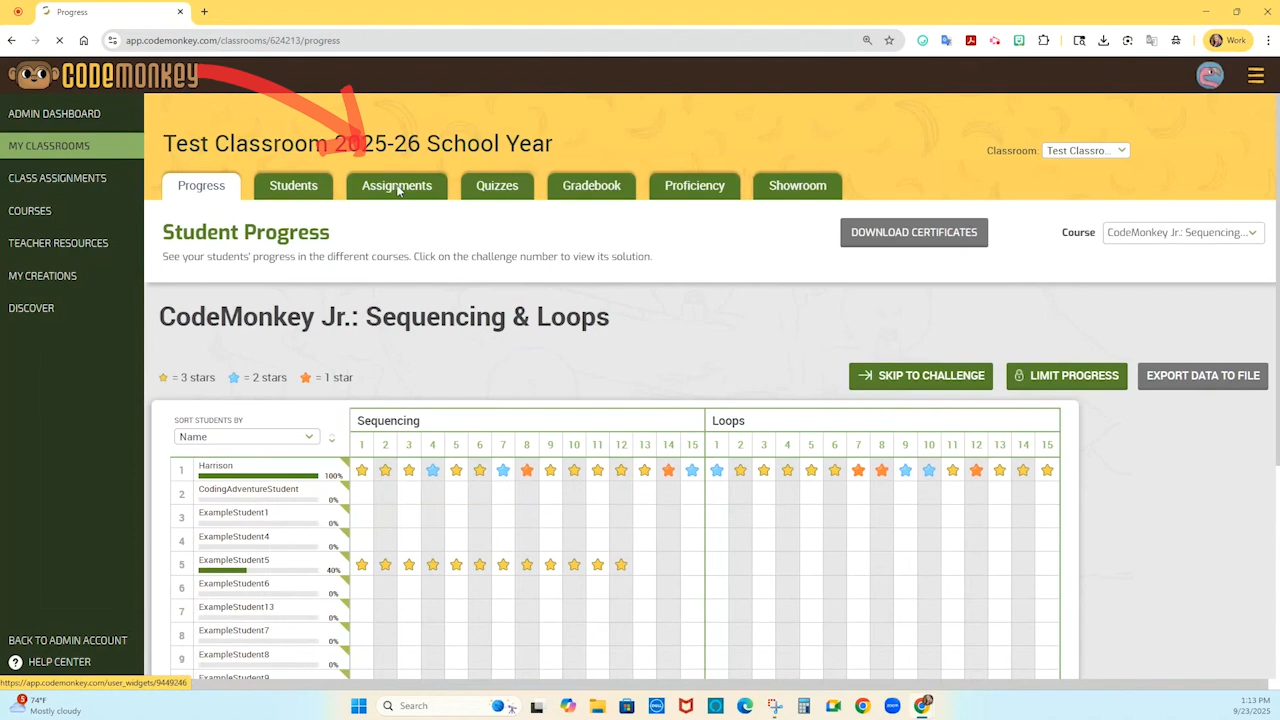 Progress
app.codemonkey.com/classrooms/624213/progress
Work
CODEMONKEY
ADMIN DASHBOARD
MY CLASSROOMS
CLASS ASSIGNMENTS
COURSES
TEACHER RESOURCES
MY CREATIONS
DISCOVER
BACK TO ADMIN ACCOUNT
? HELP CENTER
https://app.codemonkey.com/user_widgets/9449246
Test Classroom 2025-26 School Year
Classroom: Test Classro...
Progress Students Assignments Quizzes Gradebook Proficiency Showroom
Student Progress
See your students' progress in the different courses. Click on the challenge number to view its solution.
DOWNLOAD CERTIFICATES
Course CodeMonkey Jr.: Sequencing...
CodeMonkey Jr.: Sequencing & Loops
= 3 stars = 2 stars = 1 star
SKIP TO CHALLENGE LIMIT PROGRESS EXPORT DATA TO FILE
SORT STUDENTS BY
Name
Sequencing Loops
1 2 3 4 5 6 7 8 9 10 11 12 13 14 15 1 2 3 4 5 6 7 8 9 10 11 12 13 14 15
1 Harrison 100%
2 CodingAdventureStudent 0%
3 ExampleStudent1 0%
4 ExampleStudent4 0%
5 ExampleStudent5 40%
6 ExampleStudent6 0%
7 ExampleStudent13 0%
8 ExampleStudent7 0%
9 ExampleStudent8 0%
ExampleStudent9
5
74°F
Mostly cloudy
Search
1:13 PM
9/23/2025